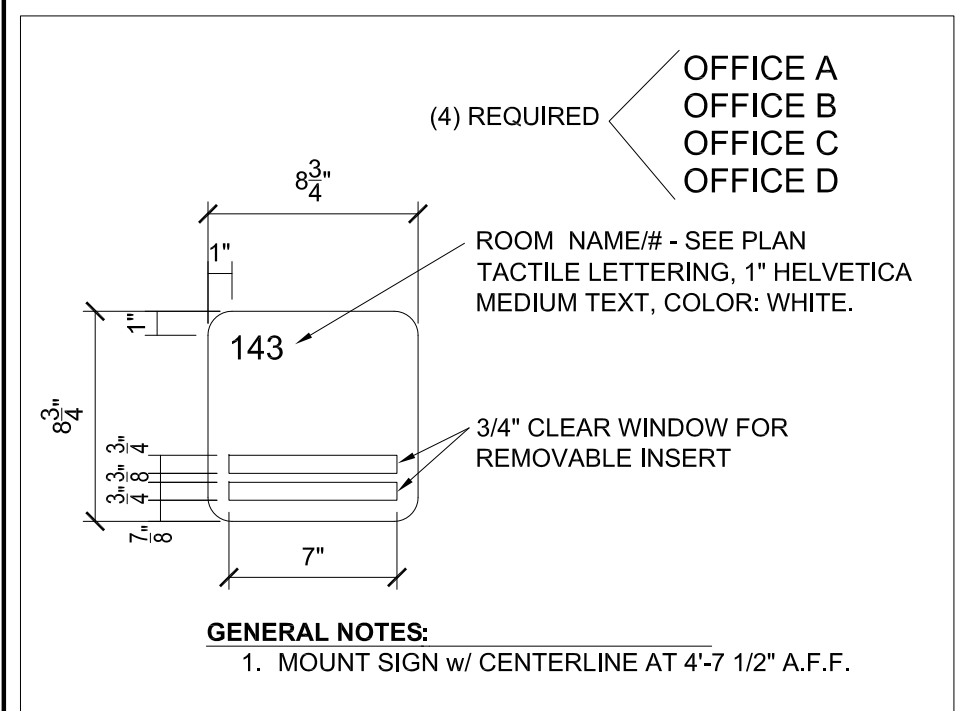 OFFICE A
OFFICE B
(4) REQUIRED
OFFICE C
OFFICE D
8 3/4"
ROOM NAME/# - SEE PLAN
TACTILE LETTERING, 1" HELVETICA
MEDIUM TEXT, COLOR: WHITE.
1"
1"
143
8 3/4"
3/4"
3/8"
3/4"
7/8"
3/4" CLEAR WINDOW FOR
REMOVABLE INSERT
7"
GENERAL NOTES:
1. MOUNT SIGN w/ CENTERLINE AT 4'-7 1/2" A.F.F.